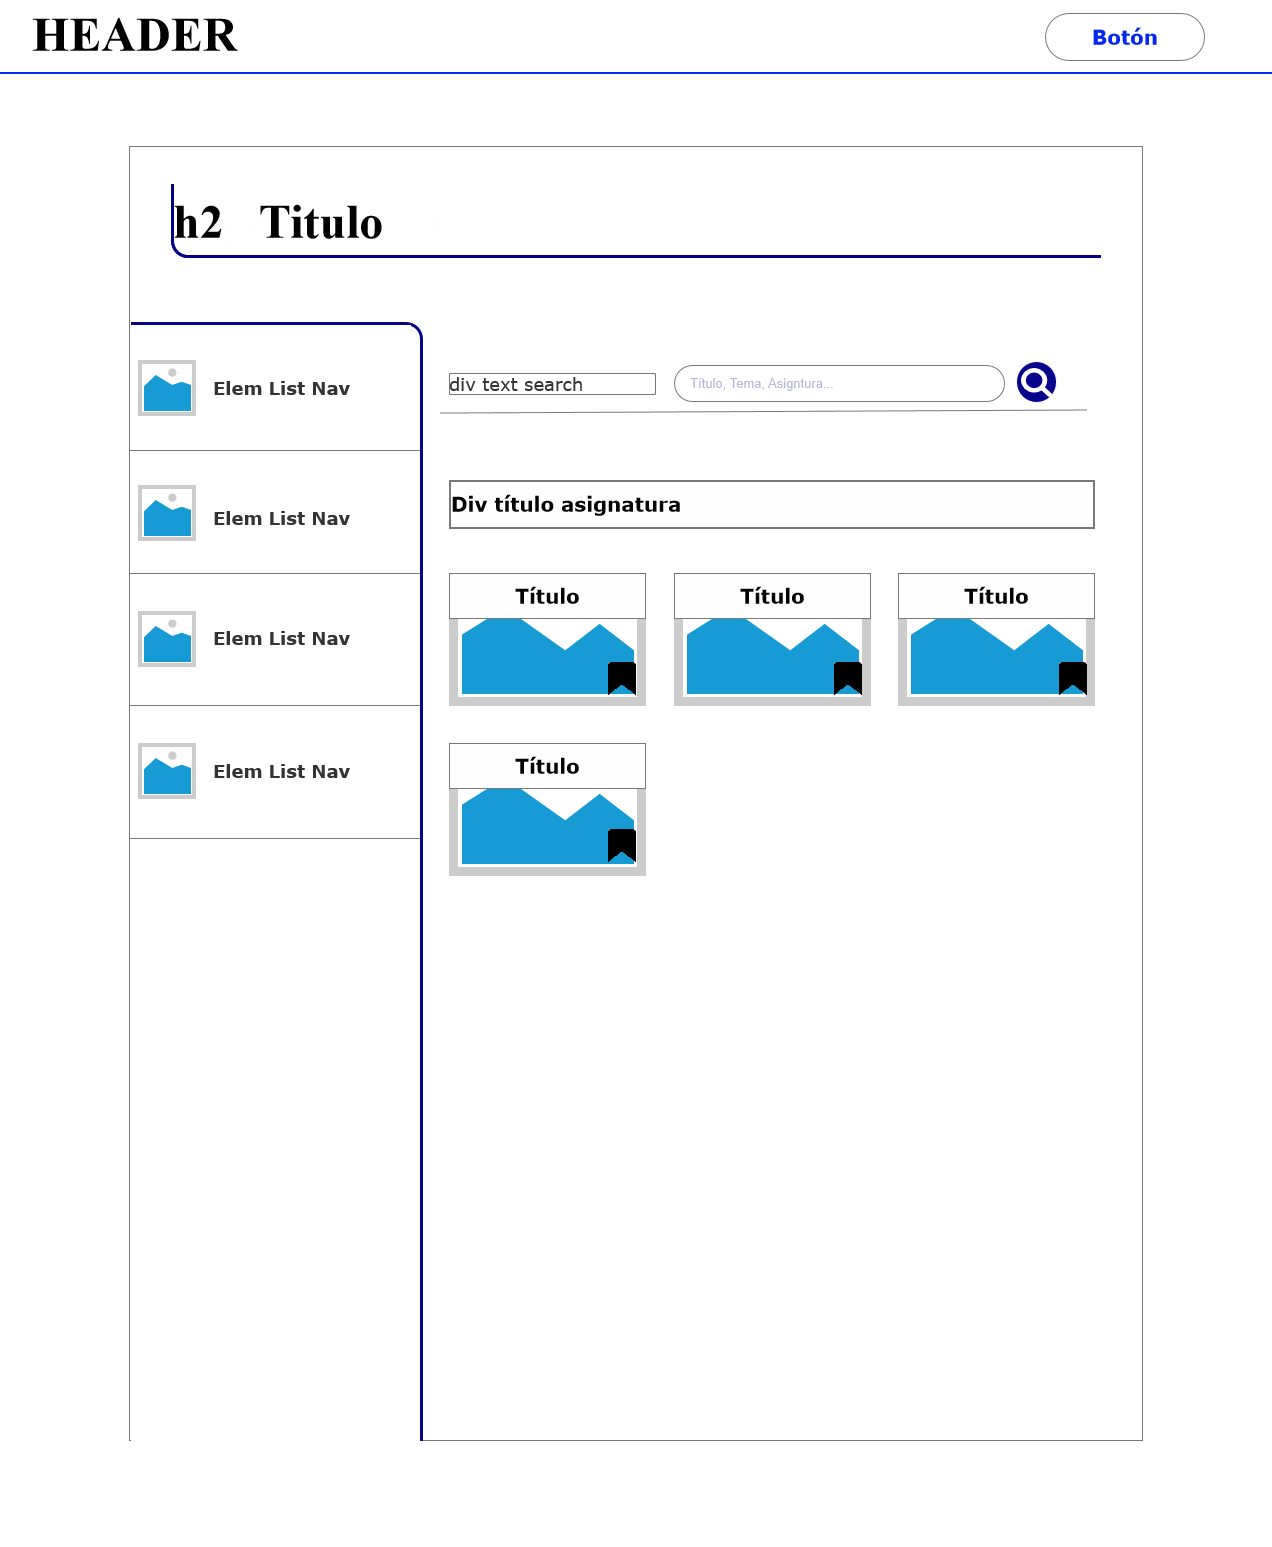 HEADER
Botón
h2 Titulo
Elem List Nav
Elem List Nav
Elem List Nav
Elem List Nav
div text search
Título, Tema, Asigntura...
Div título asignatura
Título
Título
Título
Título